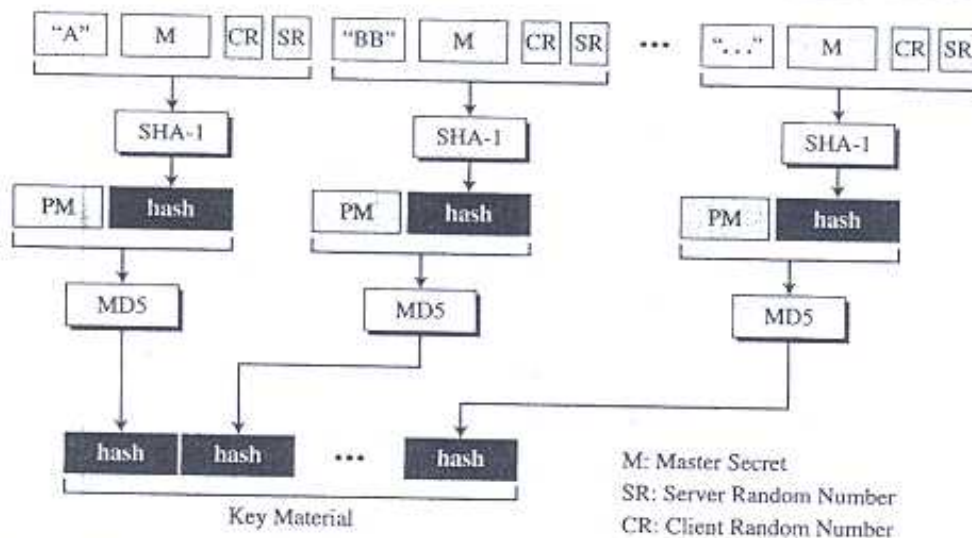 “A” M CR SR “BB” M CR SR ••• “...” M CR SR
SHA-1 SHA-1 SHA-1
PM hash PM hash PM hash
MD5 MD5 MD5
hash hash ••• hash
Key Material
M: Master Secret
SR: Server Random Number
CR: Client Random Number